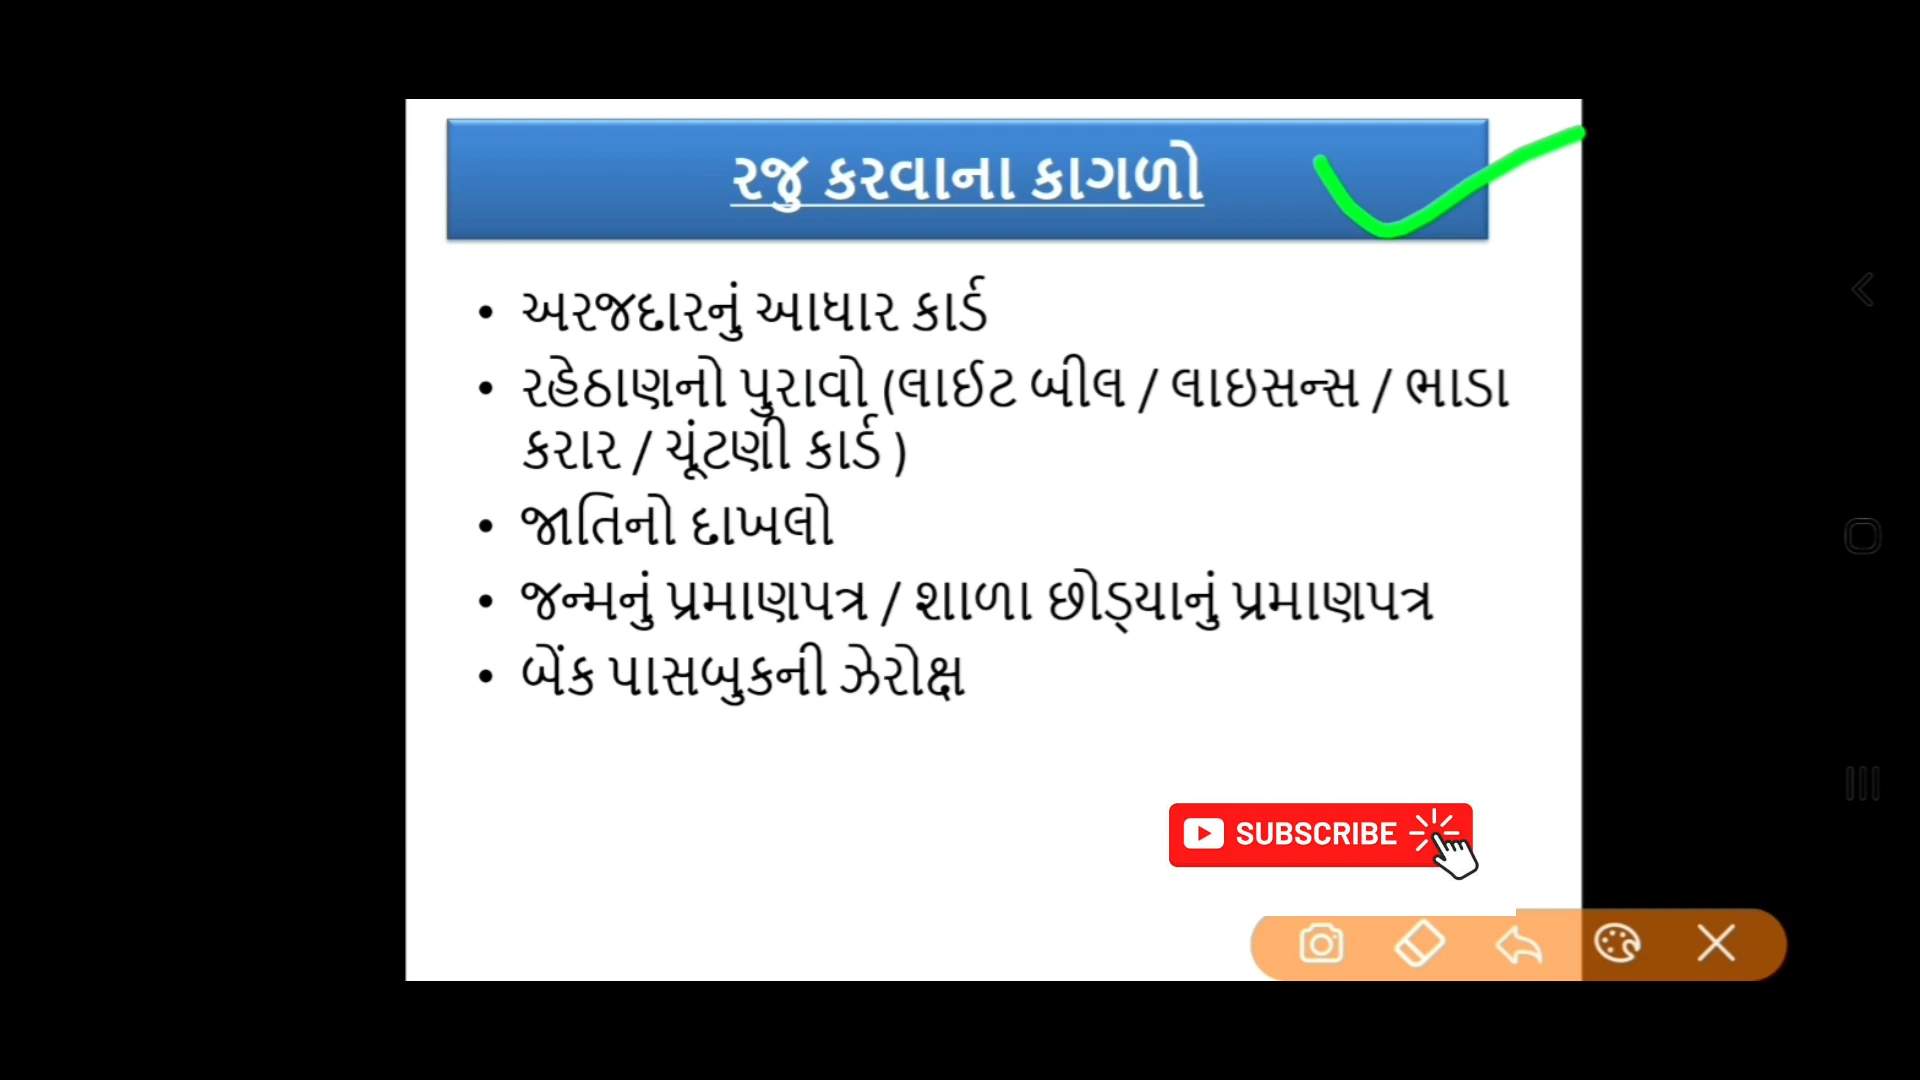 રજુ કરવાના કાગળો
• અરજદારનું આધાર કાર્ડ
• રહેઠાણનો પુરાવો (લાઈટ બીલ / લાઇસન્સ / ભાડા
કરાર / ચૂંટણી કાર્ડ )
• જાતિનો દાખલો
• જન્મનું પ્રમાણપત્ર / શાળા છોડ્યાનું પ્રમાણપત્ર
• બેંક પાસબુકની ઝેરોક્ષ
SUBSCRIBE